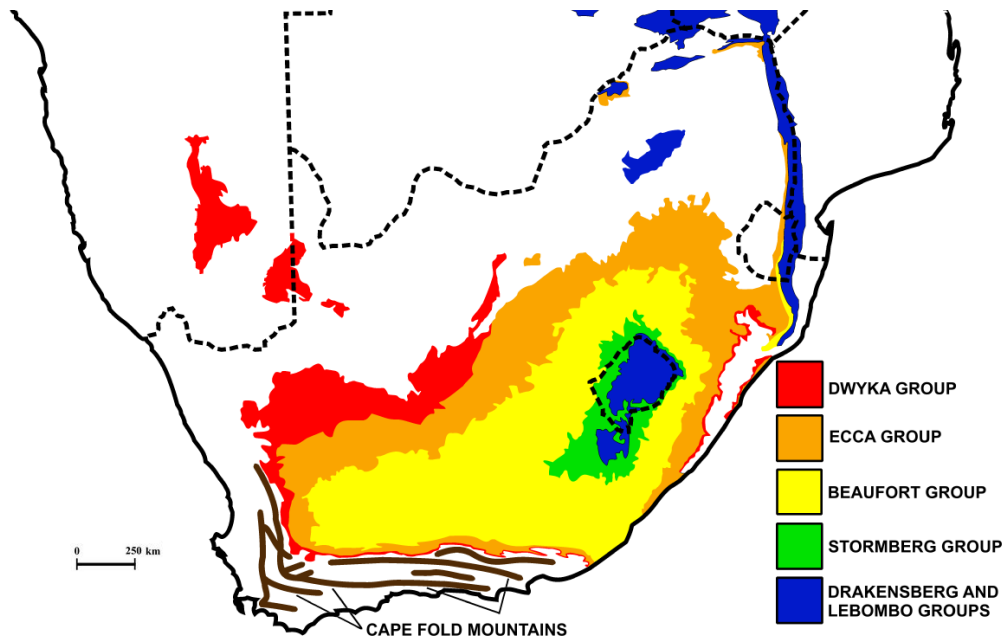 DWYKA GROUP
ECCA GROUP
BEAUFORT GROUP
STORMBERG GROUP
DRAKENSBERG AND
LEBOMBO GROUPS
0 250 km
CAPE FOLD MOUNTAINS